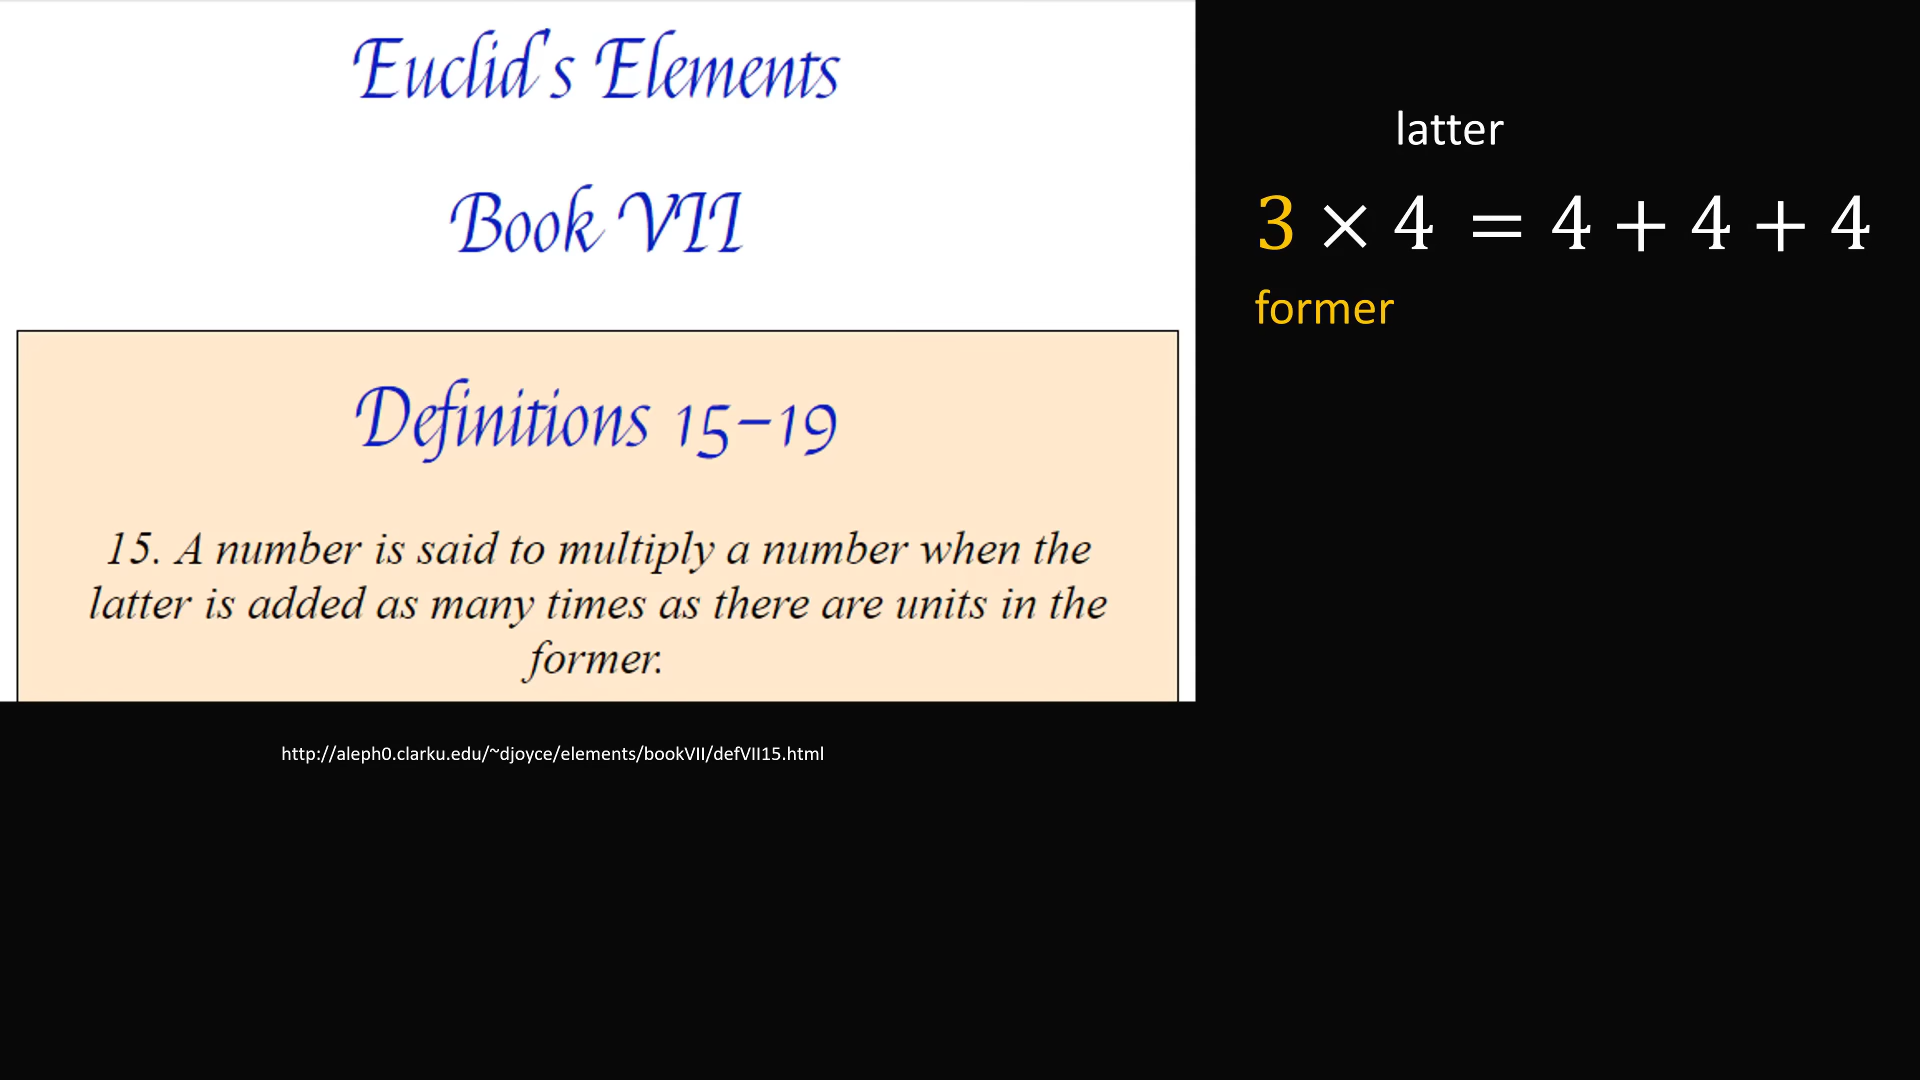 Euclid's Elements
Book VII
Definitions 15–19
15. A number is said to multiply a number when the
latter is added as many times as there are units in the
former.
http://aleph0.clarku.edu/~djoyce/elements/bookVII/defVII15.html
latter
3 × 4 = 4 + 4 + 4
former